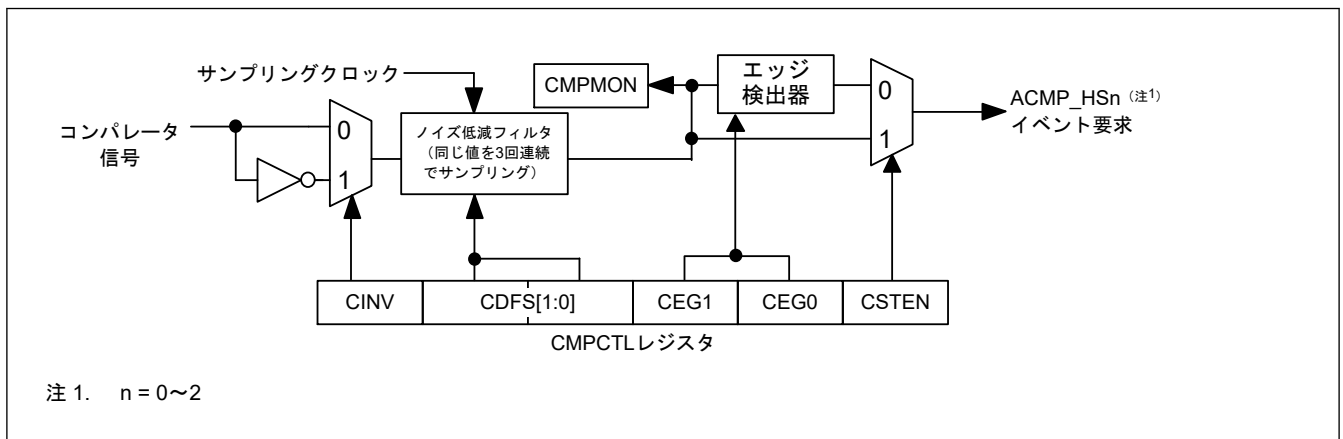 サンプリングクロック
コンパレータ
信号
0
1
ノイズ低減フィルタ
（同じ値を3回連続
でサンプリング）
CMPMON
エッジ
検出器
0
1
ACMP_HSn（注1）
イベント要求
CINV
CDFS[1:0]
CEG1
CEG0
CSTEN
CMPCTLレジスタ
注 1. n = 0～2